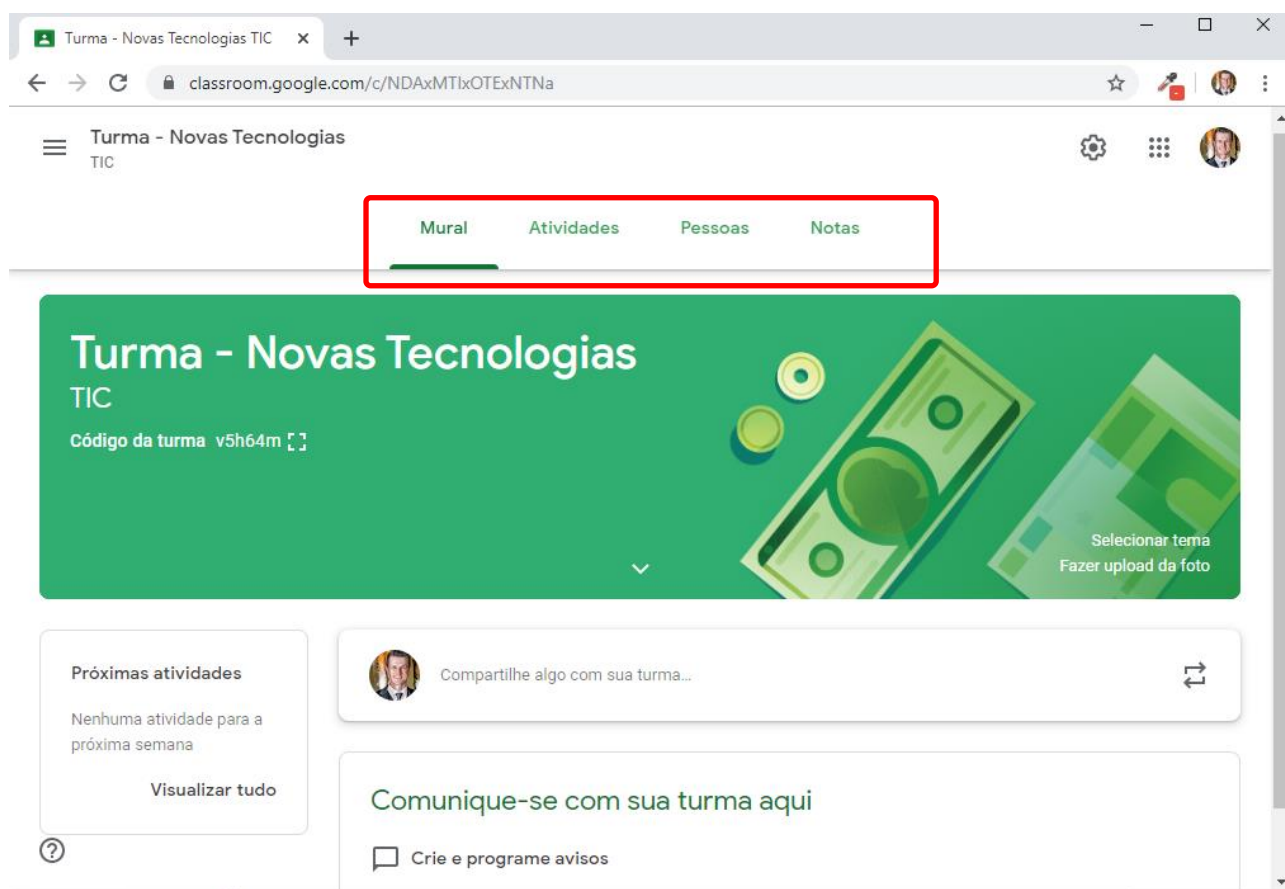 Turma - Novas Tecnologias TIC
classroom.google.com/c/NDAxMTIxOTExNTNa
Turma - Novas Tecnologias
TIC
Mural Atividades Pessoas Notas
Turma - Novas Tecnologias
TIC
Código da turma v5h64m
Selecionar tema
Fazer upload da foto
Próximas atividades
Nenhuma atividade para a
próxima semana
Visualizar tudo
Compartilhe algo com sua turma...
Comunique-se com sua turma aqui
Crie e programe avisos